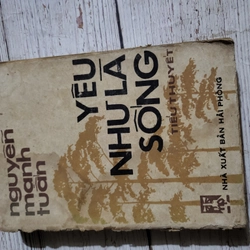 nguyễn
mạnh
tuấn
YÊU
NHƯ LÀ
SỐNG
TIỂU THUYẾT
NHÀ XUẤT BẢN HẢI PHÒNG